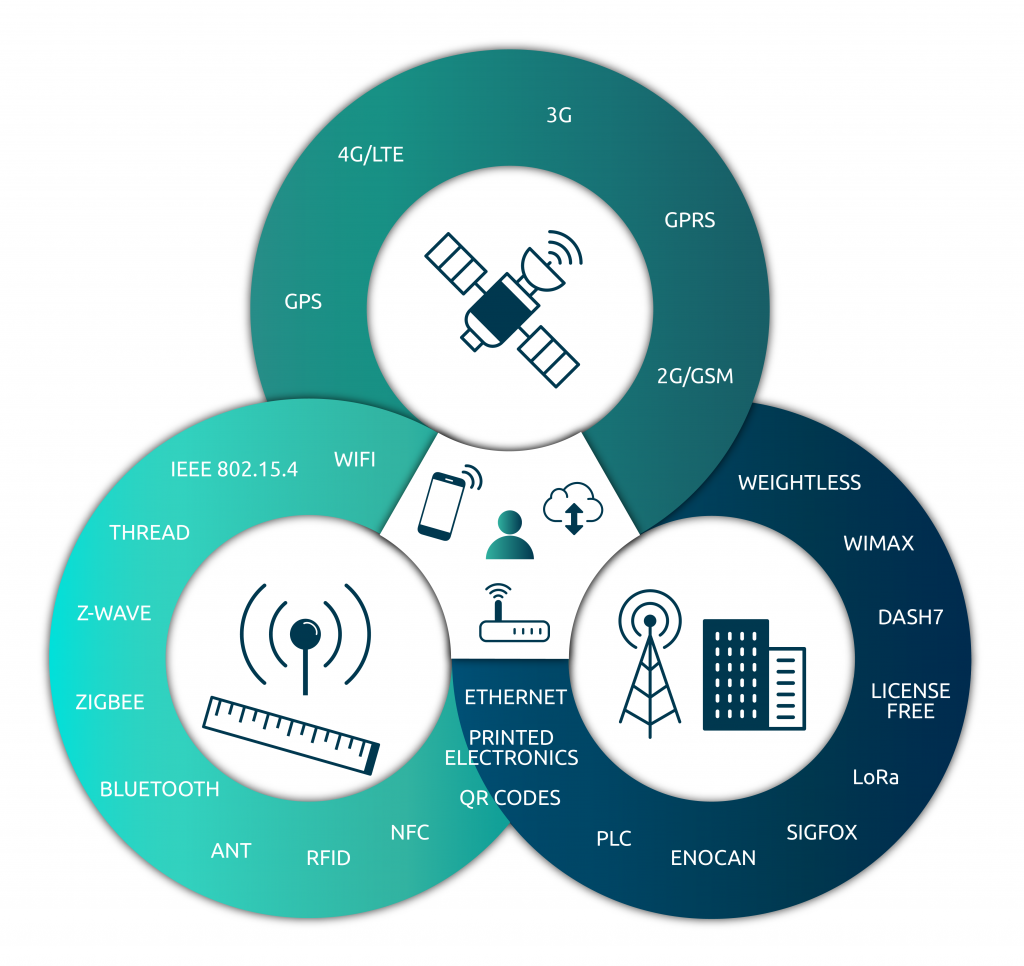 3G
4G/LTE
GPRS
GPS
2G/GSM
WIFI
IEEE 802.15.4
THREAD
Z-WAVE
ZIGBEE
BLUETOOTH
ANT
RFID
NFC
ETHERNET
PRINTED
ELECTRONICS
QR CODES
WEIGHTLESS
WIMAX
DASH7
LICENSE
FREE
LoRa
SIGFOX
ENOCAN
PLC